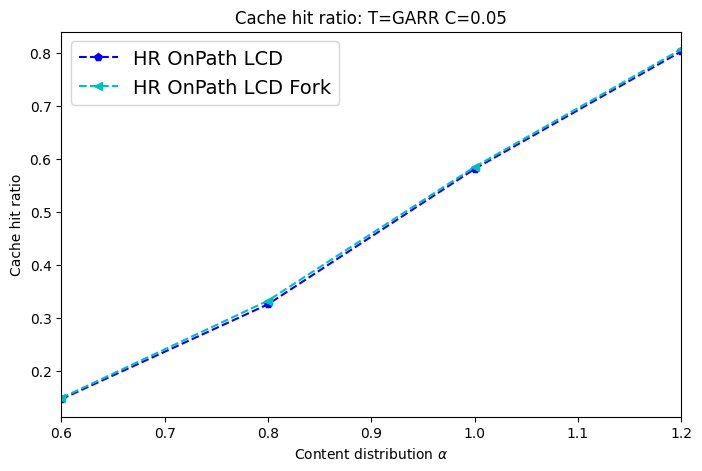 Cache hit ratio: T=GARR C=0.05
HR OnPath LCD
HR OnPath LCD Fork
Cache hit ratio
0.8
0.7
0.6
0.5
0.4
0.3
0.2
0.6 0.7 0.8 0.9 1.0 1.1 1.2
Content distribution α